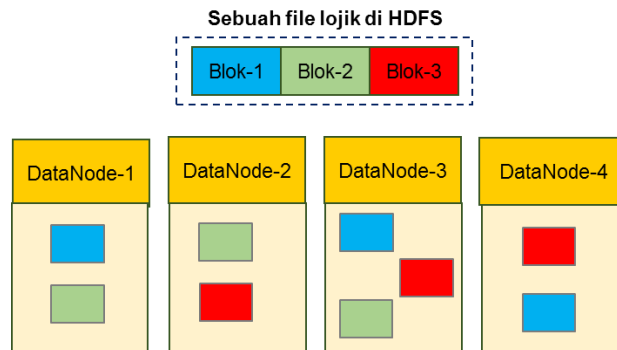 Sebuah file lojik di HDFS
Blok-1 Blok-2 Blok-3
DataNode-1 DataNode-2 DataNode-3 DataNode-4